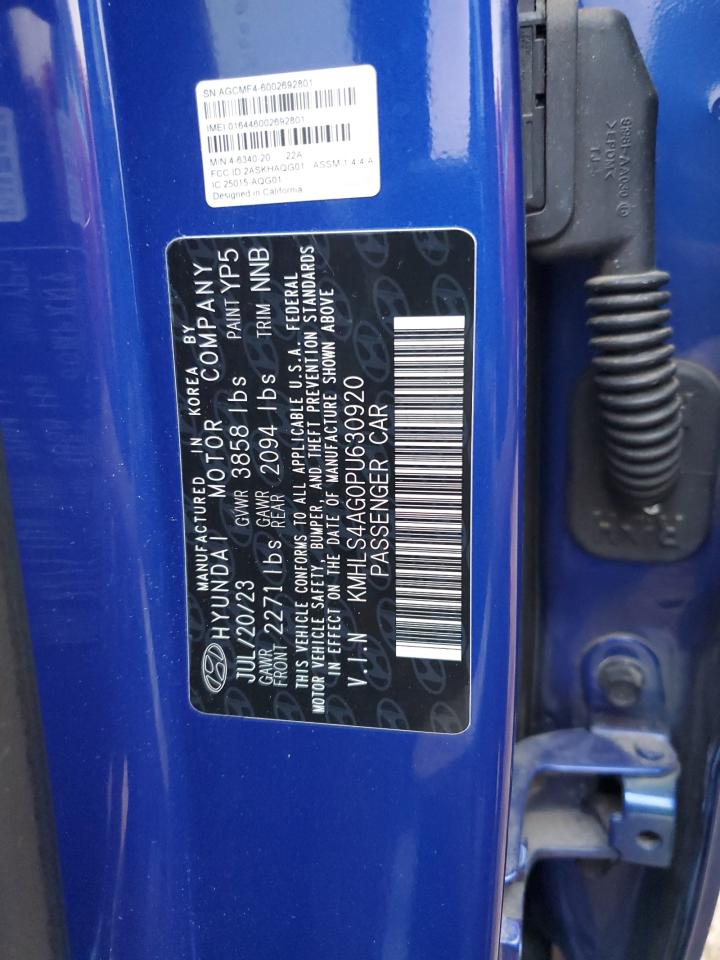 SN AGCMF4-6002692801
IMEI 016446002692801
M/N 4-6340-20 22A
FCC ID 2ASKHAQG01 ASSM 1.4.4.A
IC 25015-AQG01
Designed in California
MANUFACTURED IN KOREA BY
HYUNDAI MOTOR COMPANY
JUL/20/23 GVWR 3858 lbs PAINT YP5
GAWR FRONT 2271 lbs GAWR REAR 2094 lbs TRIM NNB
THIS VEHICLE CONFORMS TO ALL APPLICABLE U.S.A. FEDERAL
MOTOR VEHICLE SAFETY, BUMPER, AND THEFT PREVENTION STANDARDS
IN EFFECT ON THE DATE OF MANUFACTURE SHOWN ABOVE
V.I.N KMHLS4AG0PU630920
PASSENGER CAR
>EPDM<